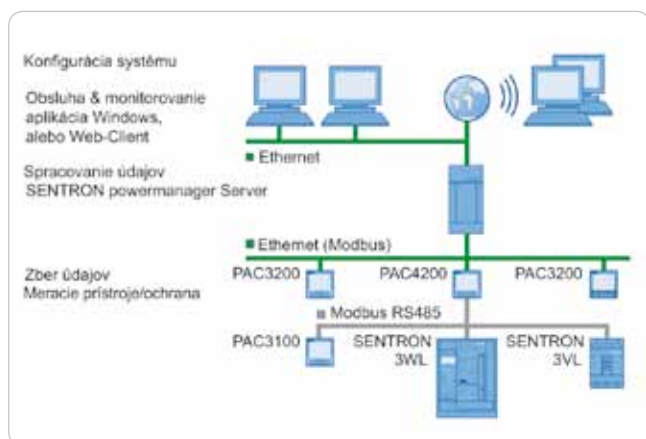 Konfigurácia systému
Obsluha & monitorovanie
aplikácia Windows,
alebo Web-Client
Ethernet
Spracovanie údajov
SENTRON powermanager Server
Ethernet (Modbus)
Zber údajov
Meracie prístroje/ochrana
PAC3200
PAC4200
PAC3200
Modbus RS485
PAC3100
SENTRON
3WL
SENTRON
3VL